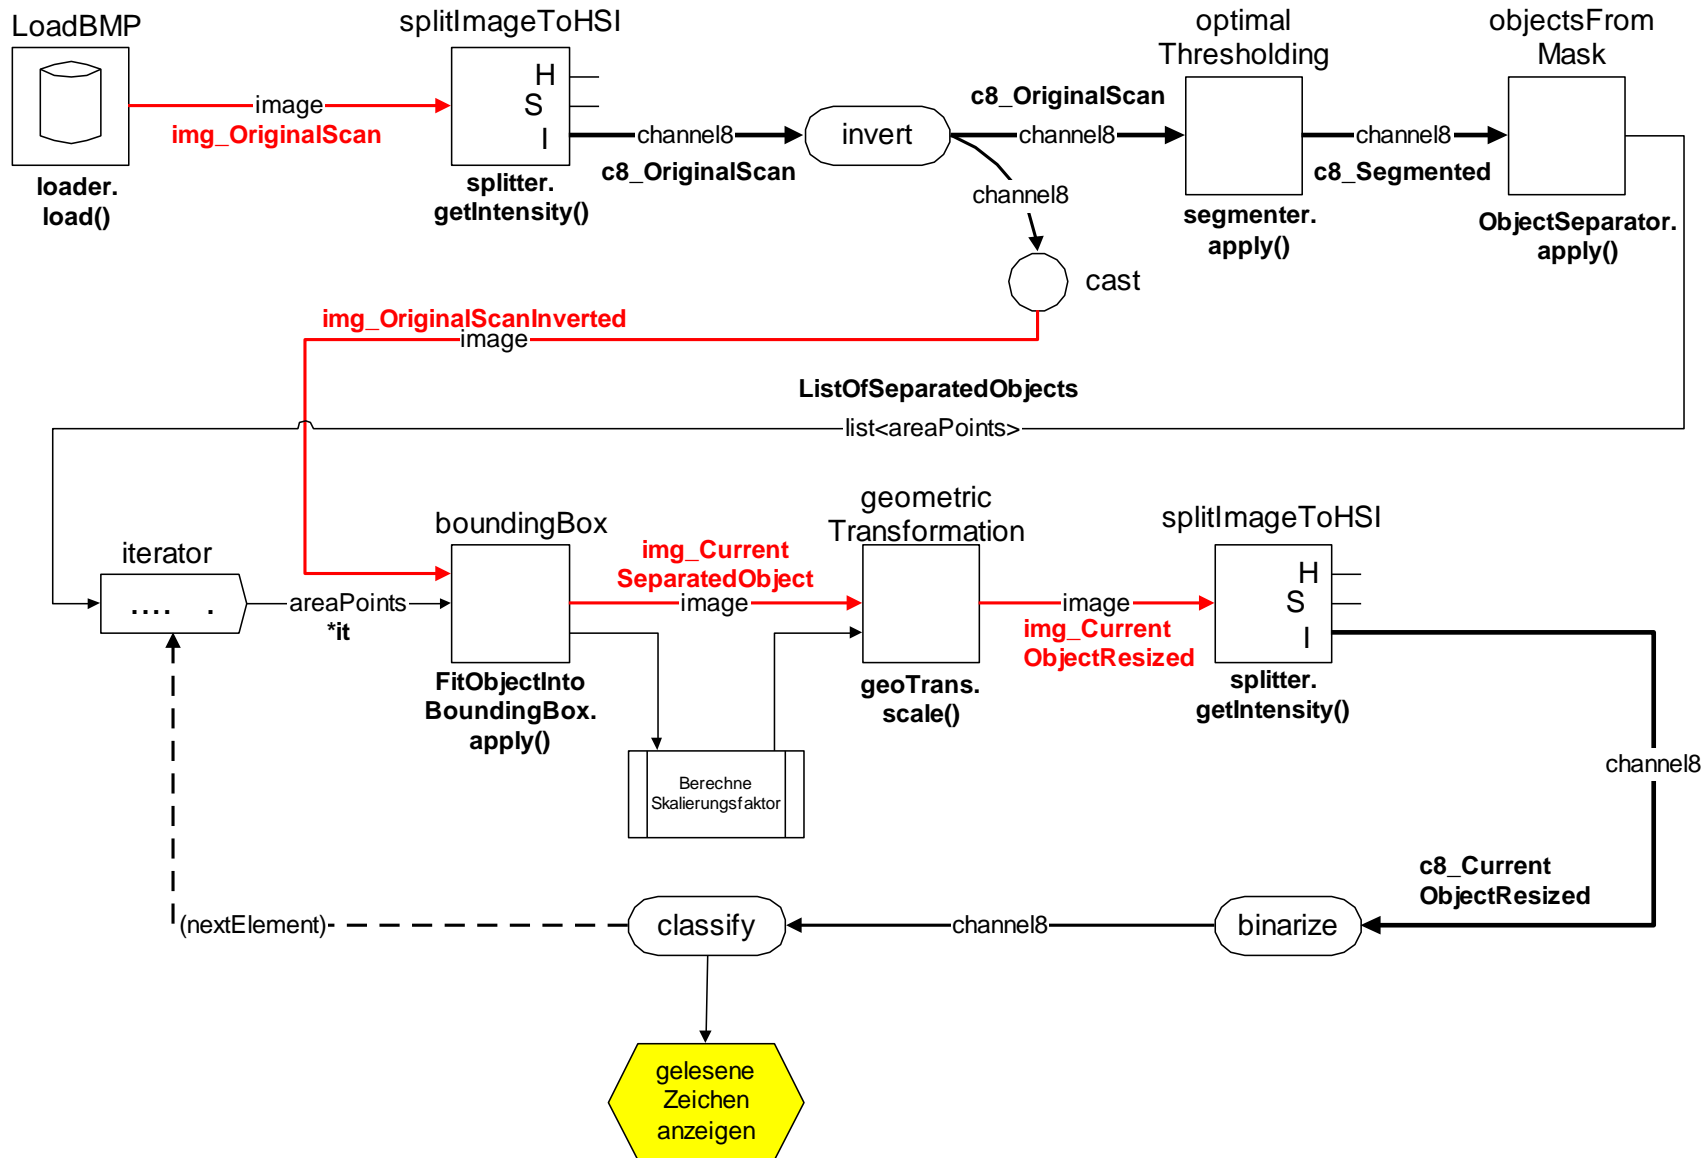 LoadBMP
image
img_OriginalScan
loader.
load()
splitImageToHSI
H
S
I
splitter.
getIntensity()
channel8
c8_OriginalScan
invert
c8_OriginalScan
channel8
channel8
cast
optimal
Thresholding
segmenter.
apply()
channel8
c8_Segmented
objectsFrom
Mask
ObjectSeparator.
apply()
img_OriginalScanInverted
image
ListOfSeparatedObjects
list<areaPoints>
iterator
.... .
areaPoints
*it
boundingBox
FitObjectInto
BoundingBox.
apply()
img_Current
SeparatedObject
image
Berechne
Skalierungsfaktor
geometric
Transformation
geoTrans.
scale()
image
img_Current
ObjectResized
splitImageToHSI
H
S
I
splitter.
getIntensity()
channel8
c8_Current
ObjectResized
binarize
channel8
classify
(nextElement)
gelesene
Zeichen
anzeigen